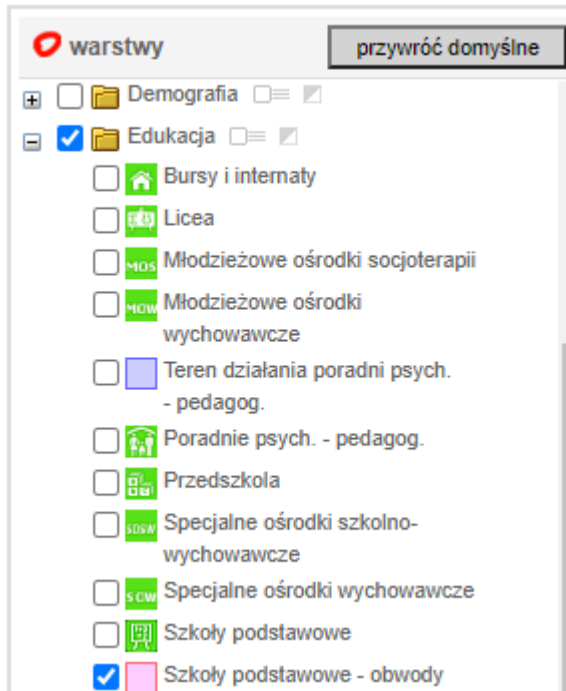 warstwy
przywróć domyślne
Demografia
Edukacja
Bursy i internaty
Licea
MOS Młodzieżowe ośrodki socjoterapii
MOW Młodzieżowe ośrodki
wychowawcze
Teren działania poradni psych.
- pedagog.
Poradnie psych. - pedagog.
Przedszkola
SOSW Specjalne ośrodki szkolno-
wychowawcze
SOW Specjalne ośrodki wychowawcze
Szkoły podstawowe
Szkoły podstawowe - obwody